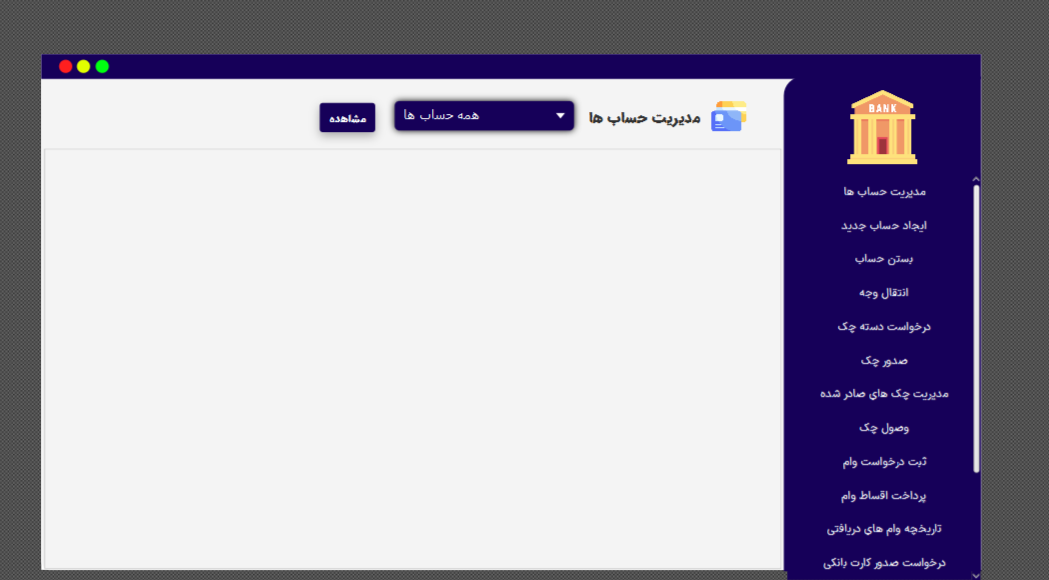 BANK
مدیریت حساب ها
همه حساب ها
مشاهده
مدیریت حساب ها
ایجاد حساب جدید
بستن حساب
انتقال وجه
درخواست دسته چک
صدور چک
مدیریت چک های صادر شده
وصول چک
ثبت درخواست وام
پرداخت اقساط وام
تاریخچه وام های دریافتی
درخواست صدور کارت بانکی